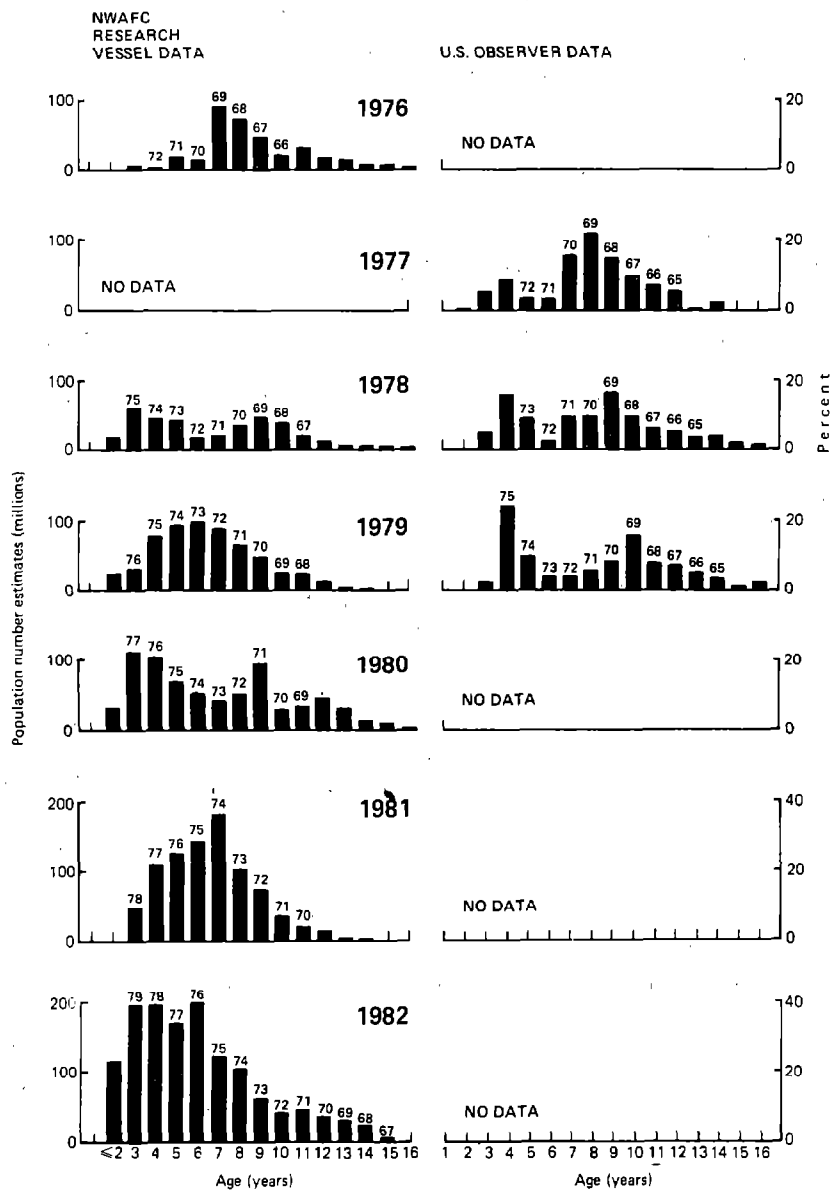 NWAFC
RESEARCH
VESSEL DATA
U.S. OBSERVER DATA
100
0
72 71 70 69 68 67 66
1976
NO DATA
20
0
100
0
NO DATA
1977
72 71 70 69 68 67 66 65
20
0
100
0
75 74 73 72 71 70 69 68 67
1978
73 72 71 70 69 68 67 66 65
20
0
Percent
100
0
76 75 74 73 72 71 70 69 68
1979
75 74 73 72 71 70 69 68 67 66 65
20
0
Population number estimates (millions)
100
0
77 76 75 74 73 72 71 70 69
1980
NO DATA
20
0
200
100
0
78 77 76 75 74 73 72 71 70
1981
NO DATA
40
20
0
200
100
0
79 78 77 76 75 74 73 72 71 70 69 68 67
1982
NO DATA
40
20
0
≤2 3 4 5 6 7 8 9 10 11 12 13 14 15 16
1 2 3 4 5 6 7 8 9 10 11 12 13 14 15 16
Age (years)
Age (years)